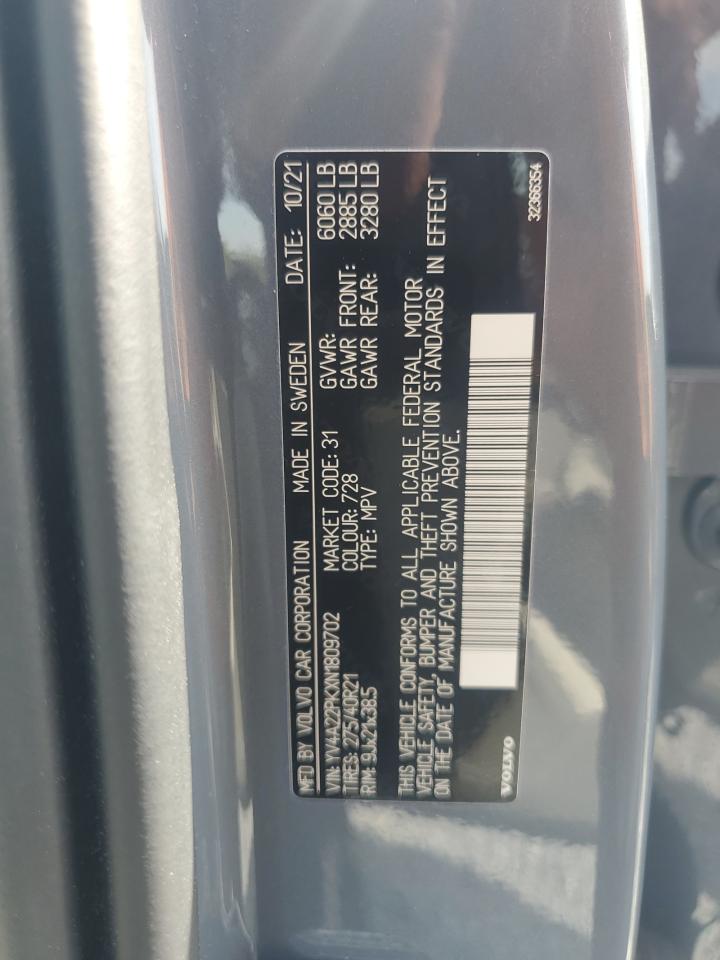 MFD BY VOLVO CAR CORPORATION MADE IN SWEDEN DATE: 10/21
VIN: YV4A22PKXN1809702 MARKET CODE: 31 GVWR: 6060 LB
TIRES: 275/40R21 COLOUR: 728 GAWR FRONT: 2885 LB
RIM: 9Jx21x38.5 TYPE: MPV GAWR REAR: 3280 LB
THIS VEHICLE CONFORMS TO ALL APPLICABLE FEDERAL MOTOR
VEHICLE SAFETY, BUMPER AND THEFT PREVENTION STANDARDS IN EFFECT
ON THE DATE OF MANUFACTURE SHOWN ABOVE.
VOLVO 32366354